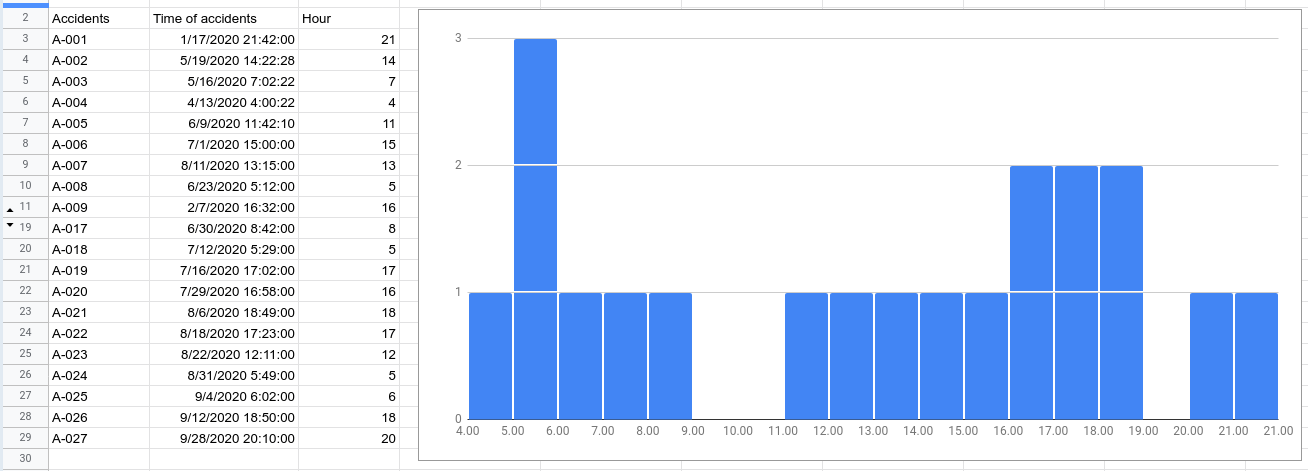 2 Accidents Time of accidents Hour
3 A-001 1/17/2020 21:42:00 21
4 A-002 5/19/2020 14:22:28 14
5 A-003 5/16/2020 7:02:22 7
6 A-004 4/13/2020 4:00:22 4
7 A-005 6/9/2020 11:42:10 11
8 A-006 7/1/2020 15:00:00 15
9 A-007 8/11/2020 13:15:00 13
10 A-008 6/23/2020 5:12:00 5
11 A-009 2/7/2020 16:32:00 16
19 A-017 6/30/2020 8:42:00 8
20 A-018 7/12/2020 5:29:00 5
21 A-019 7/16/2020 17:02:00 17
22 A-020 7/29/2020 16:58:00 16
23 A-021 8/6/2020 18:49:00 18
24 A-022 8/18/2020 17:23:00 17
25 A-023 8/22/2020 12:11:00 12
26 A-024 8/31/2020 5:49:00 5
27 A-025 9/4/2020 6:02:00 6
28 A-026 9/12/2020 18:50:00 18
29 A-027 9/28/2020 20:10:00 20
30
3
2
1
0
4.00 5.00 6.00 7.00 8.00 9.00 10.00 11.00 12.00 13.00 14.00 15.00 16.00 17.00 18.00 19.00 20.00 21.00 21.00